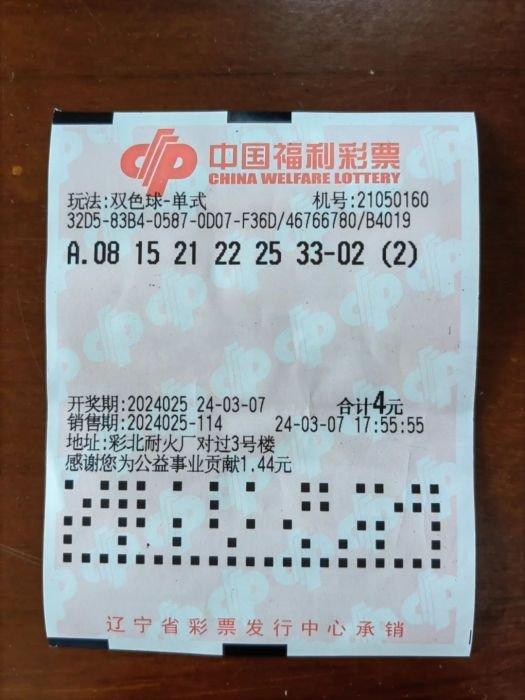 中国福利彩票
CHINA WELFARE LOTTERY
玩法:双色球-单式 机号:21050160
32D5-83B4-0587-0D07-F36D/46766780/B4019
A.08 15 21 22 25 33-02 (2)
开奖期:2024025 24-03-07 合计4元
销售期:2024025-114 24-03-07 17:55:55
地址:彩北耐火厂对过3号楼
感谢您为公益事业贡献1.44元
辽宁省彩票发行中心承销